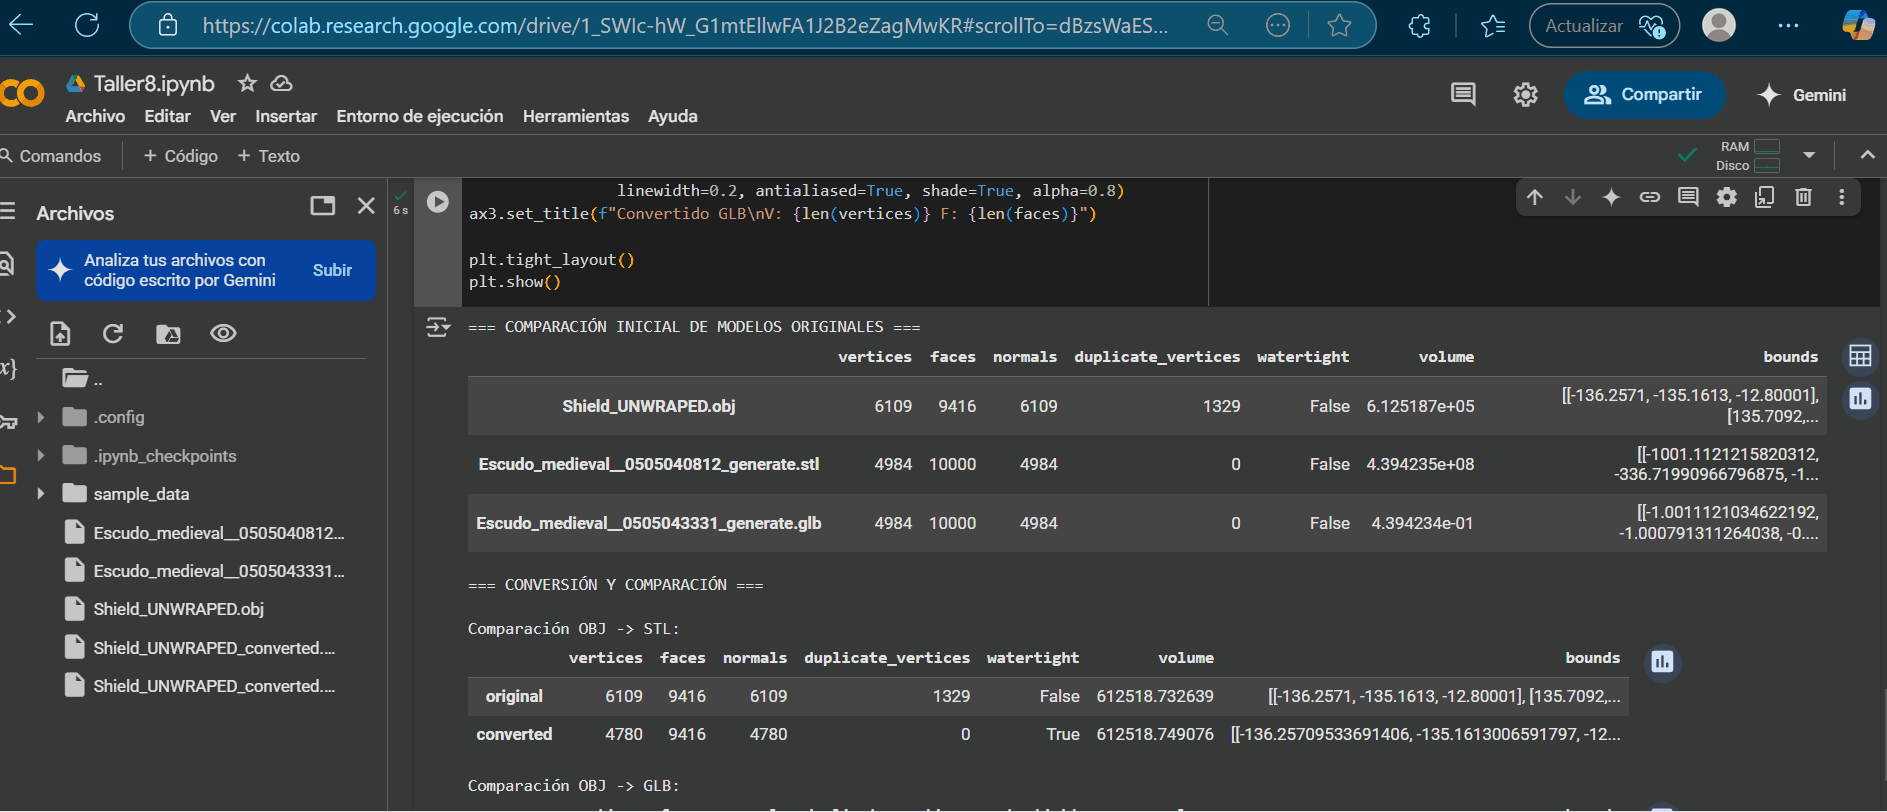 https://colab.research.google.com/drive/1_SWIc-hW_G1mtEllwFA1J2B2eZagMwKR#scrollTo=dBzsWaES...
Actualizar
Taller8.ipynb
Archivo Editar Ver Insertar Entorno de ejecución Herramientas Ayuda
Compartir
Gemini
Comandos + Código + Texto
RAM
Disco
Archivos
Analiza tus archivos con
código escrito por Gemini
Subir
..
.config
.ipynb_checkpoints
sample_data
Escudo_medieval__0505040812...
Escudo_medieval__0505043331...
Shield_UNWRAPED.obj
Shield_UNWRAPED_converted....
Shield_UNWRAPED_converted....
6 s
linewidth=0.2, antialiased=True, shade=True, alpha=0.8)
ax3.set_title(f"Convertido GLB\nV: {len(vertices)} F: {len(faces)}")
plt.tight_layout()
plt.show()
=== COMPARACIÓN INICIAL DE MODELOS ORIGINALES ===
vertices faces normals duplicate_vertices watertight volume bounds
Shield_UNWRAPED.obj 6109 9416 6109 1329 False 6.125187e+05 [[-136.2571, -135.1613, -12.80001],
[135.7092,...
Escudo_medieval__0505040812_generate.stl 4984 10000 4984 0 False 4.394235e+08 [[-1001.1121215820312,
-336.71990966796875, -1...
Escudo_medieval__0505043331_generate.glb 4984 10000 4984 0 False 4.394234e-01 [[-1.0011121034622192,
-1.000791311264038, -0....
=== CONVERSIÓN Y COMPARACIÓN ===
Comparación OBJ -> STL:
vertices faces normals duplicate_vertices watertight volume bounds
original 6109 9416 6109 1329 False 612518.732639 [[-136.2571, -135.1613, -12.80001], [135.7092,...
converted 4780 9416 4780 0 True 612518.749076 [[-136.25709533691406, -135.1613006591797, -12...
Comparación OBJ -> GLB: